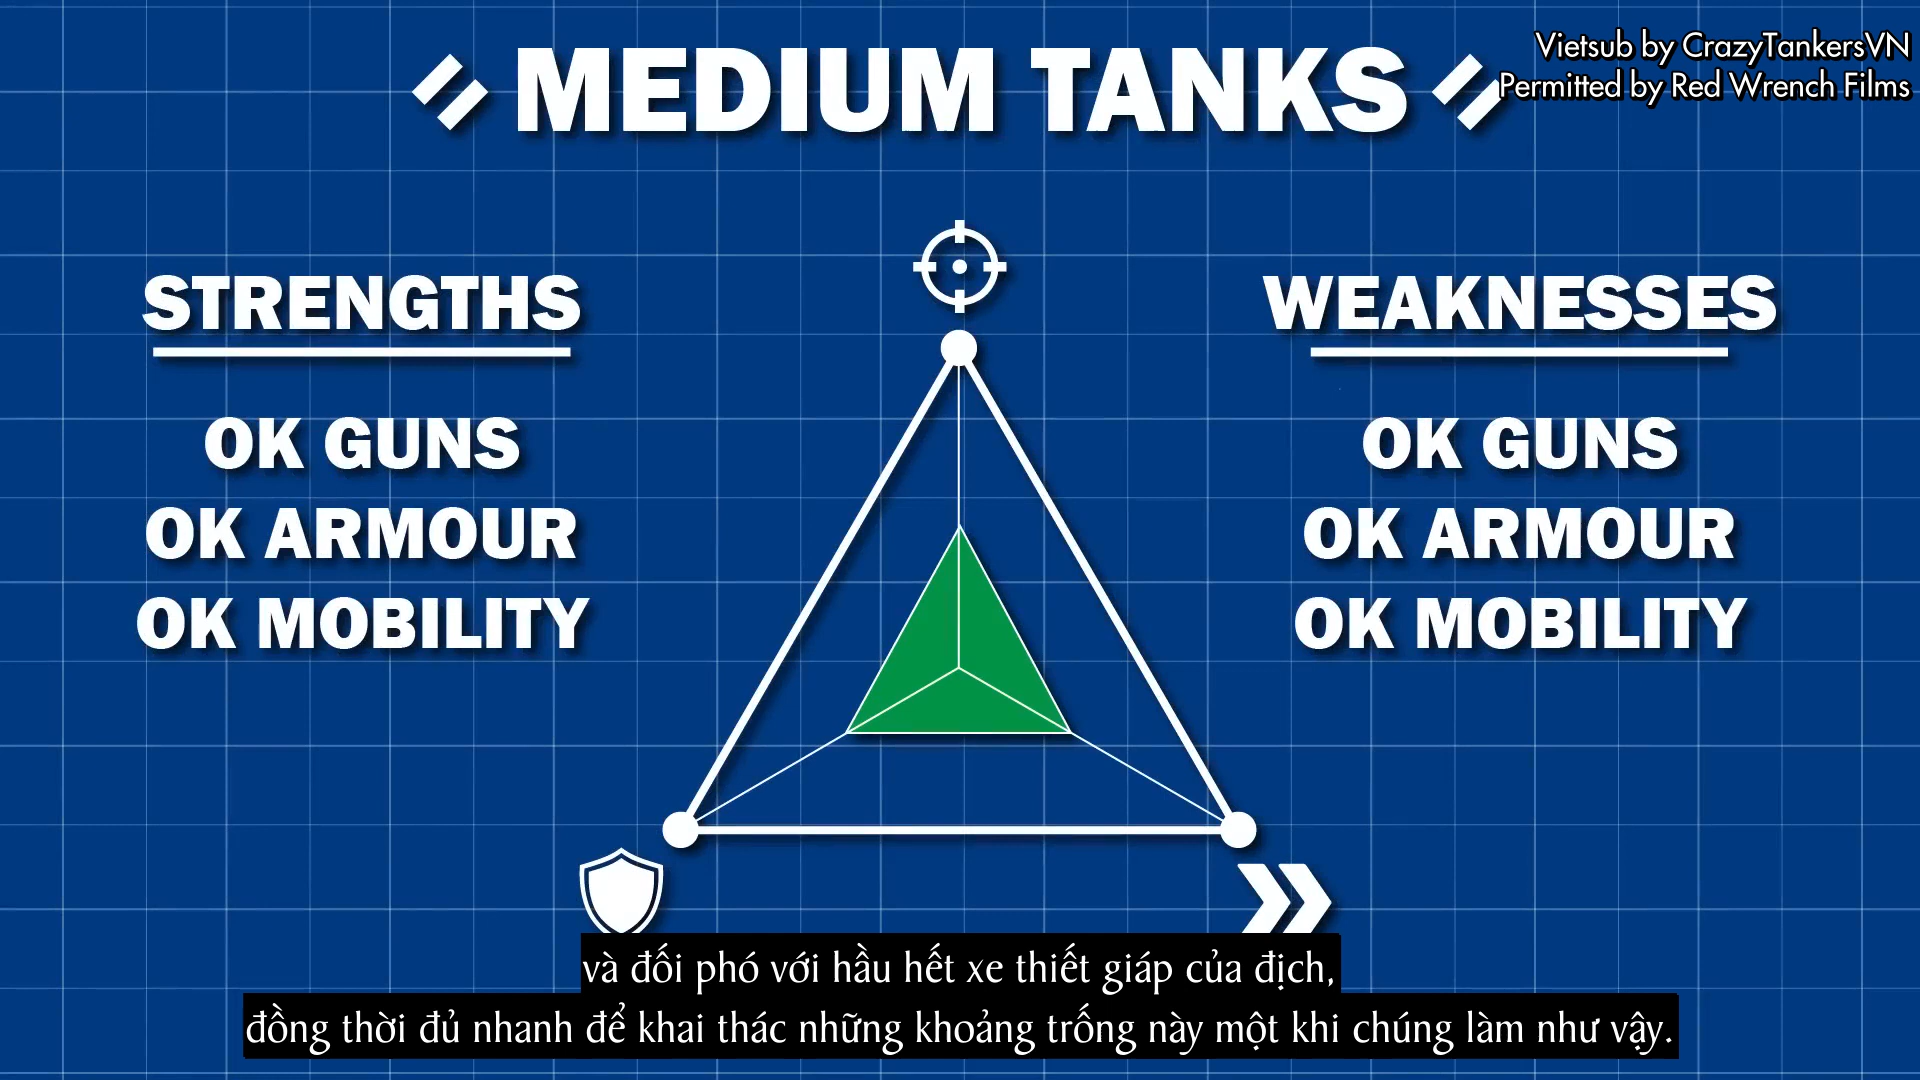 MEDIUM TANKS
Vietsub by CrazyTankersVN
Permitted by Red Wrench Films
STRENGTHS
OK GUNS
OK ARMOUR
OK MOBILITY
WEAKNESSES
OK GUNS
OK ARMOUR
OK MOBILITY
và đối phó với hầu hết xe thiết giáp của địch,
đồng thời đủ nhanh để khai thác những khoảng trống này một khi chúng làm như vậy.